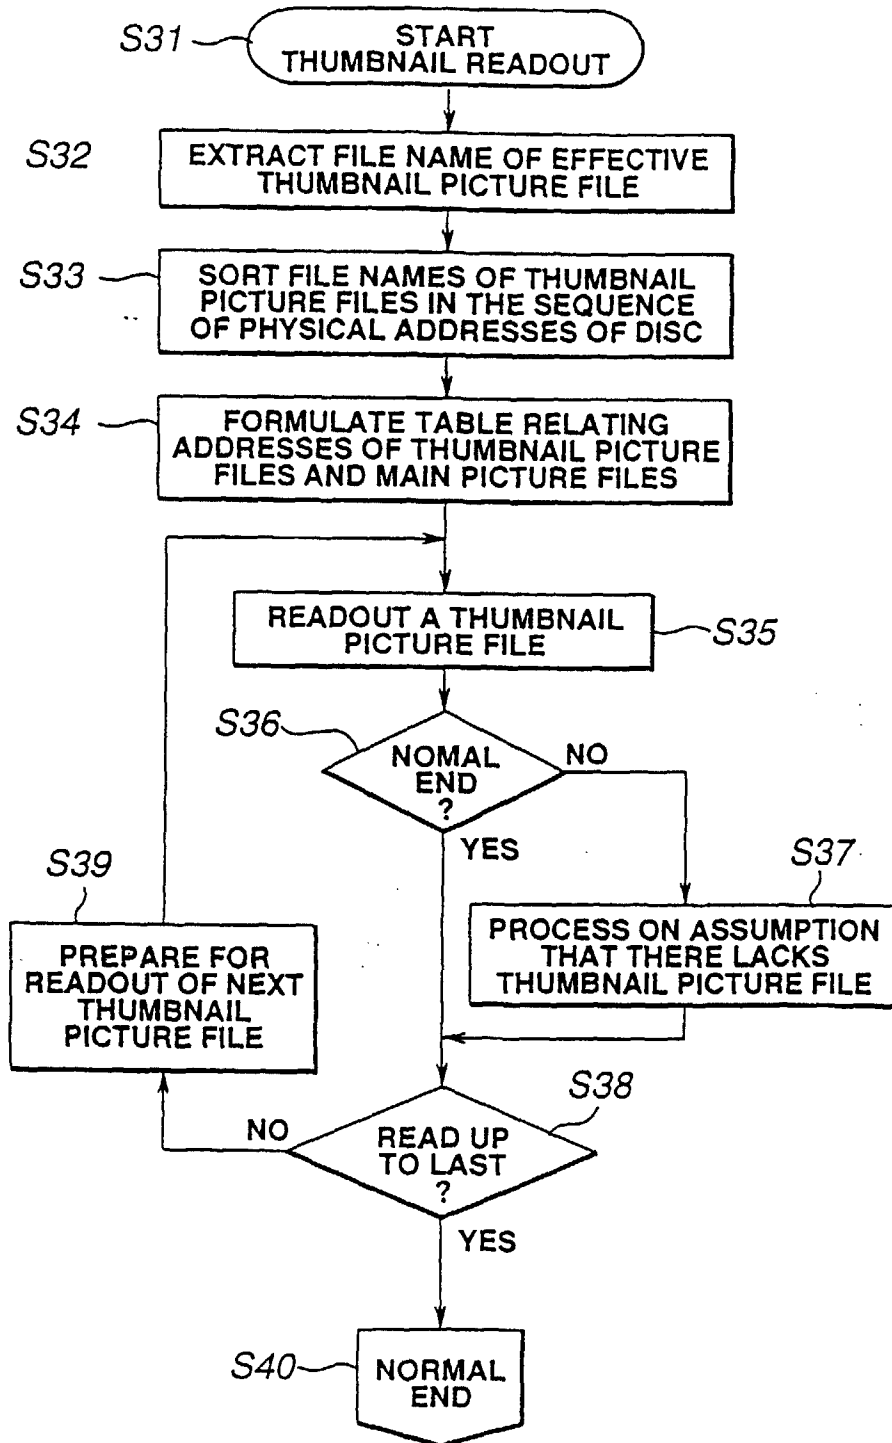 S31
START
THUMBNAIL READOUT
S32
EXTRACT FILE NAME OF EFFECTIVE
THUMBNAIL PICTURE FILE
S33
SORT FILE NAMES OF THUMBNAIL
PICTURE FILES IN THE SEQUENCE
OF PHYSICAL ADDRESSES OF DISC
S34
FORMULATE TABLE RELATING
ADDRESSES OF THUMBNAIL PICTURE
FILES AND MAIN PICTURE FILES
READOUT A THUMBNAIL
PICTURE FILE
S35
S36
NOMAL
END
?
NO
YES
S37
PROCESS ON ASSUMPTION
THAT THERE LACKS
THUMBNAIL PICTURE FILE
S39
PREPARE FOR
READOUT OF NEXT
THUMBNAIL
PICTURE FILE
S38
READ UP
TO LAST
?
NO
YES
S40
NORMAL
END